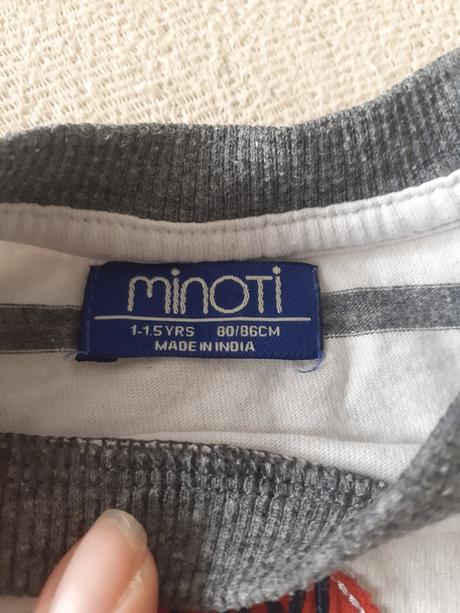 minoti
1-1.5 YRS 80/86CM
MADE IN INDIA